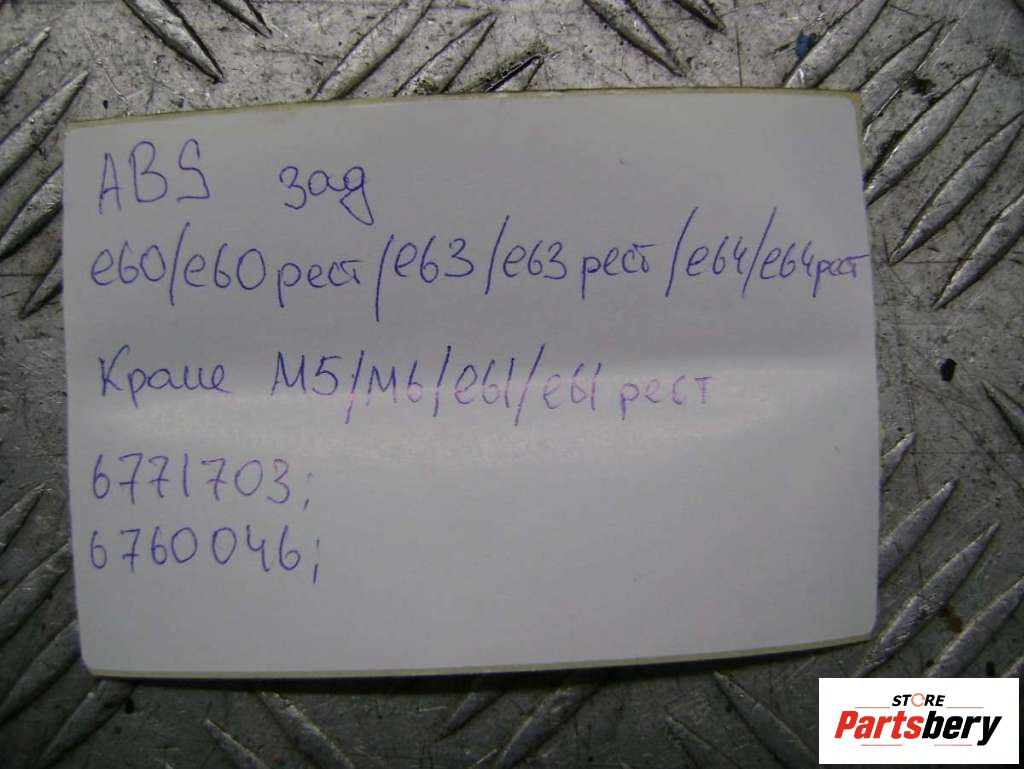 ABS зад
e60/e60 рест/e63/e63 рест/e64/e64 рест
Кроме M5/M6/e61/e61 рест
6771703;
6760046;
STORE
Partsbery